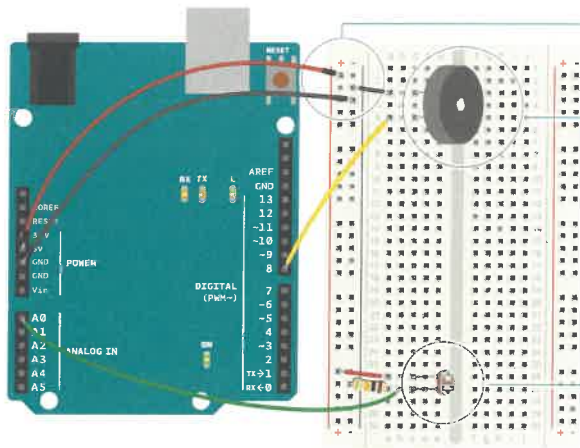 RESET
AREF
GND
13
12
~11
~10
~9
8
7
~6
~5
4
~3
2
TX→1
RX←0
RX TX L
DIGITAL
(PWM~)
ON
IOREF
5V
GND
GND
Vin
POWER
A0
A1
A2
A3
A4
A5
ANALOG IN
+ -
+
+ -
+